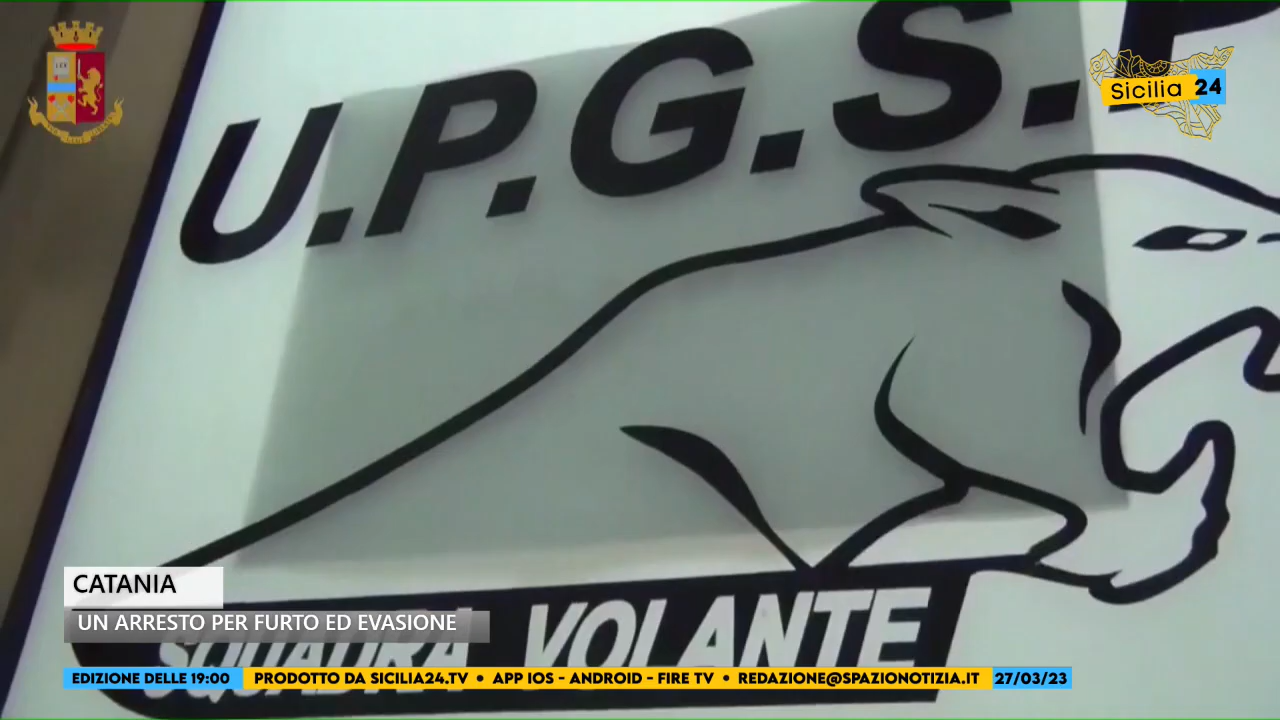 U.P.G.S.P
Sicilia 24
CATANIA
UN ARRESTO PER FURTO ED EVASIONE
SQUADRA VOLANTE
EDIZIONE DELLE 19:00 PRODOTTO DA SICILIA24.TV • APP IOS - ANDROID - FIRE TV • REDAZIONE@SPAZIONOTIZIA.IT 27/03/23